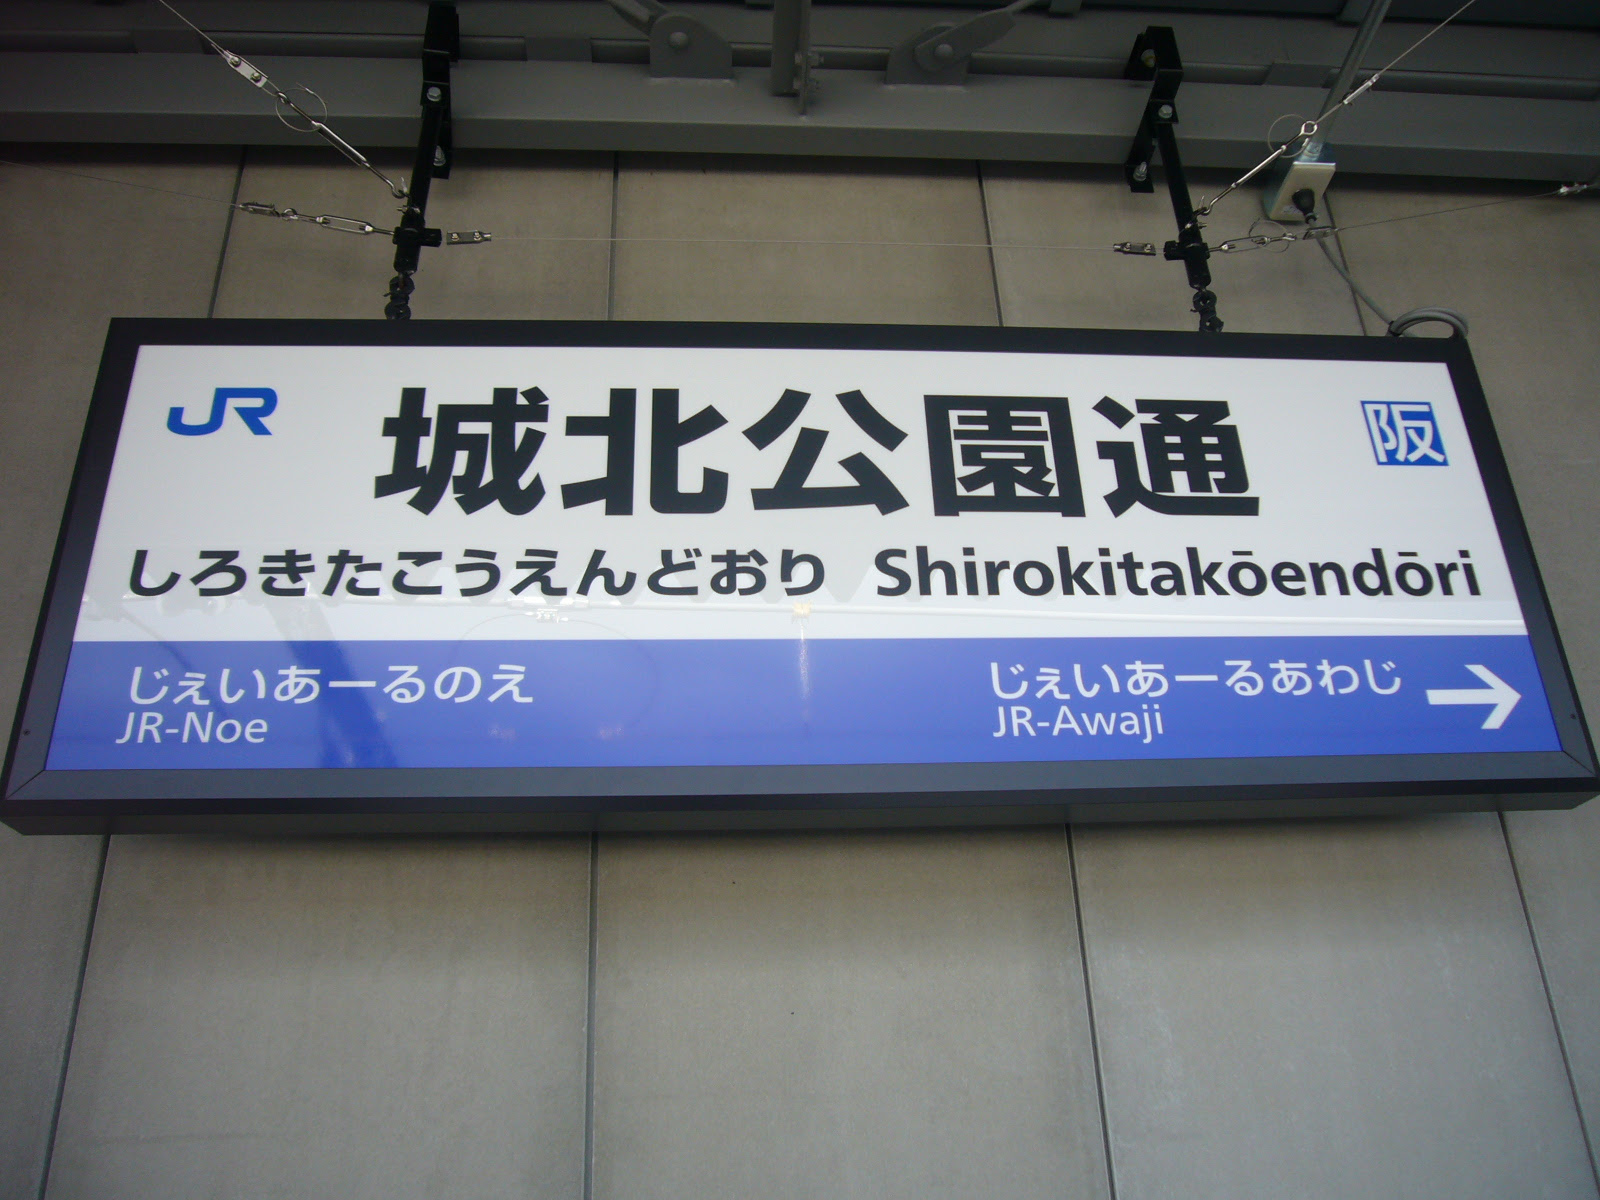 JR 城北公園通 阪
しろきたこうえんどおり Shirokitakōendōri
じぇいあーるのえ じぇいあーるあわじ →
JR-Noe JR-Awaji